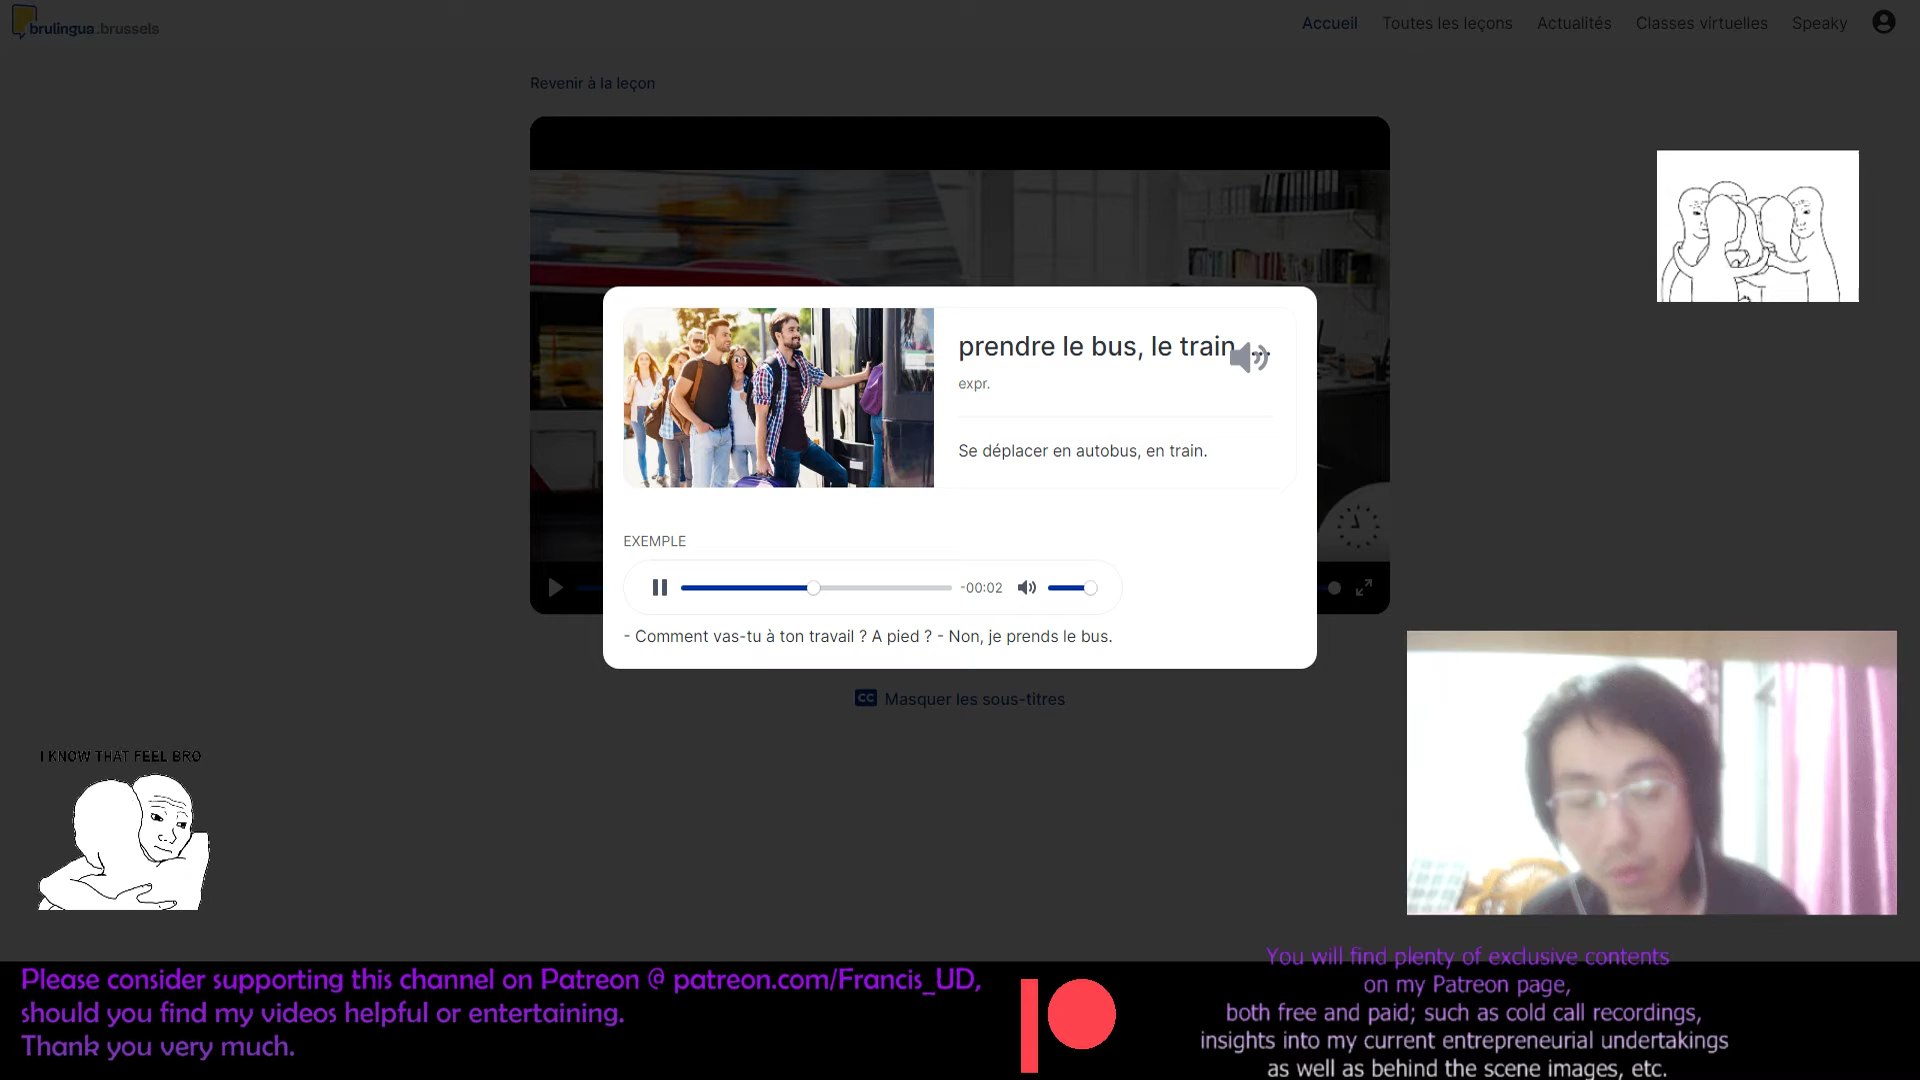 brulingua.brussels
Accueil Toutes les leçons Actualités Classes virtuelles Speaky
Revenir à la leçon
prendre le bus, le train, ...
expr.
Se déplacer en autobus, en train.
EXEMPLE
-00:02
- Comment vas-tu à ton travail ? A pied ? - Non, je prends le bus.
CC Masquer les sous-titres
I KNOW THAT FEEL BRO
Please consider supporting this channel on Patreon @ patreon.com/Francis_UD,
should you find my videos helpful or entertaining.
Thank you very much.
You will find plenty of exclusive contents
on my Patreon page,
both free and paid; such as cold call recordings,
insights into my current entrepreneurial undertakings
as well as behind the scene images, etc.